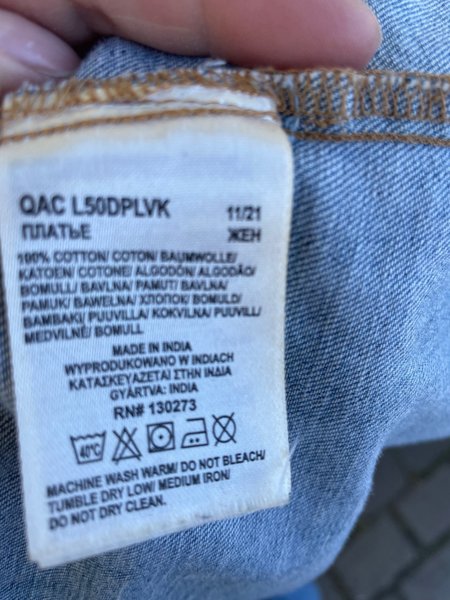 QAC L50DPLVK 11/21
ПЛАТЬЕ ЖЕН
100% COTTON/ COTON/ BAUMWOLLE/
KATOEN/ COTONE/ ALGODÓN/ ALGODÃO/
BOMULL/ BAVLNA/ PAMUT/ BAVLNA/
PAMUK/ BAWEŁNA/ ХЛОПОК/ BOMULD/
BAMBAKI/ PUUVILLA/ KOKVILNA/ PUUVILL/
MEDVILNĖ/ BOMULL
MADE IN INDIA
WYPRODUKOWANO W INDIACH
ΚΑΤΑΣΚΕΥΑΖΕΤΑΙ ΣΤΗΝ ΙΝΔΙΑ
GYÁRTVA: INDIA
RN# 130273
40°C
MACHINE WASH WARM/ DO NOT BLEACH/
TUMBLE DRY LOW/ MEDIUM IRON/
DO NOT DRY CLEAN/